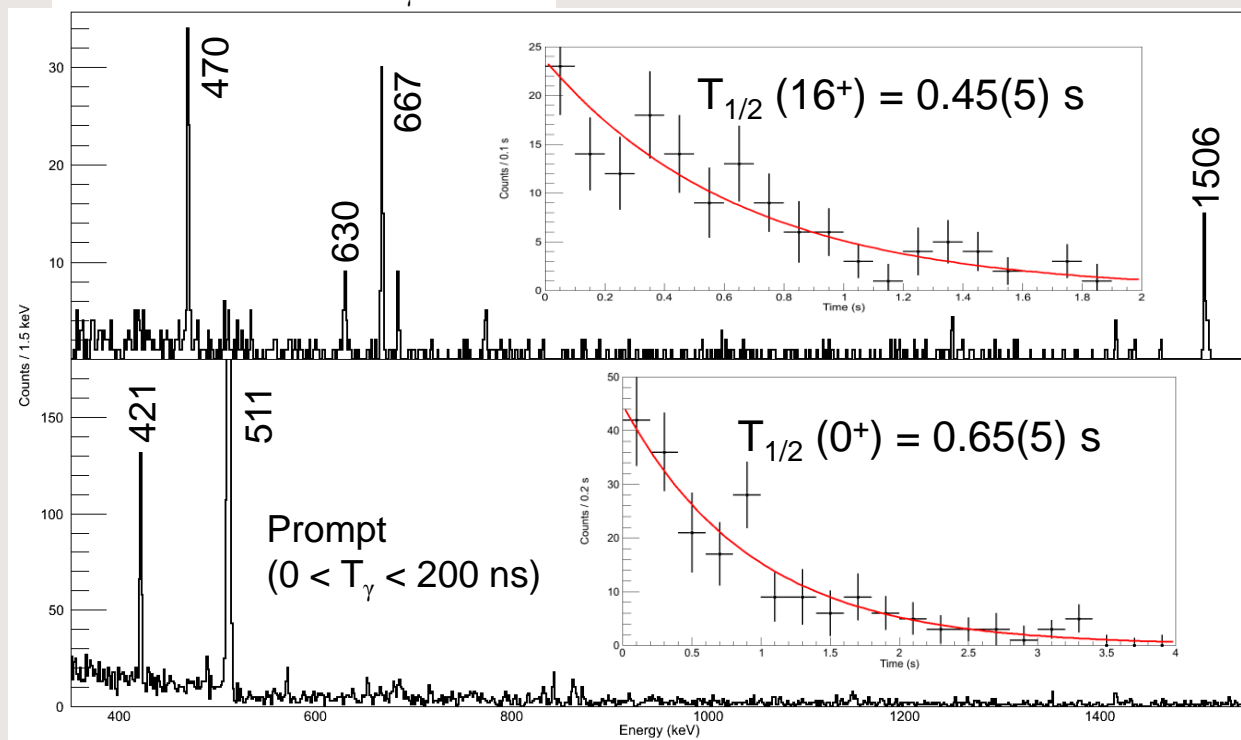 470
667
630
1506
30
20
10
T1/2 (16+) = 0.45(5) s
25
20
15
10
5
0
Counts / 0.1 s
0 0.2 0.4 0.6 0.8 1 1.2 1.4 1.6 1.8 2
Time (s)
Counts / 1.5 keV
421
511
150
100
50
0
Prompt
(0 < Tγ < 200 ns)
T1/2 (0+) = 0.65(5) s
50
40
30
20
10
0
Counts / 0.2 s
0 0.5 1 1.5 2 2.5 3 3.5 4
Time (s)
400 600 800 1000 1200 1400
Energy (keV)